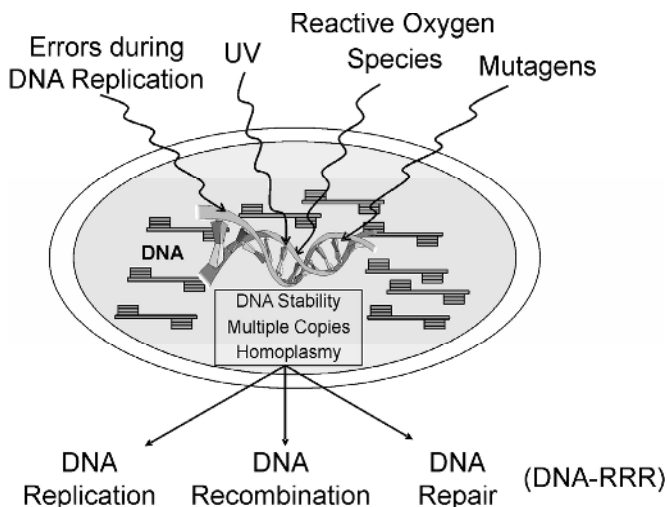 Errors during
DNA Replication
UV
Reactive Oxygen
Species
Mutagens
DNA
DNA Stability
Multiple Copies
Homoplasmy
DNA
Replication
DNA
Recombination
DNA
Repair
(DNA-RRR)